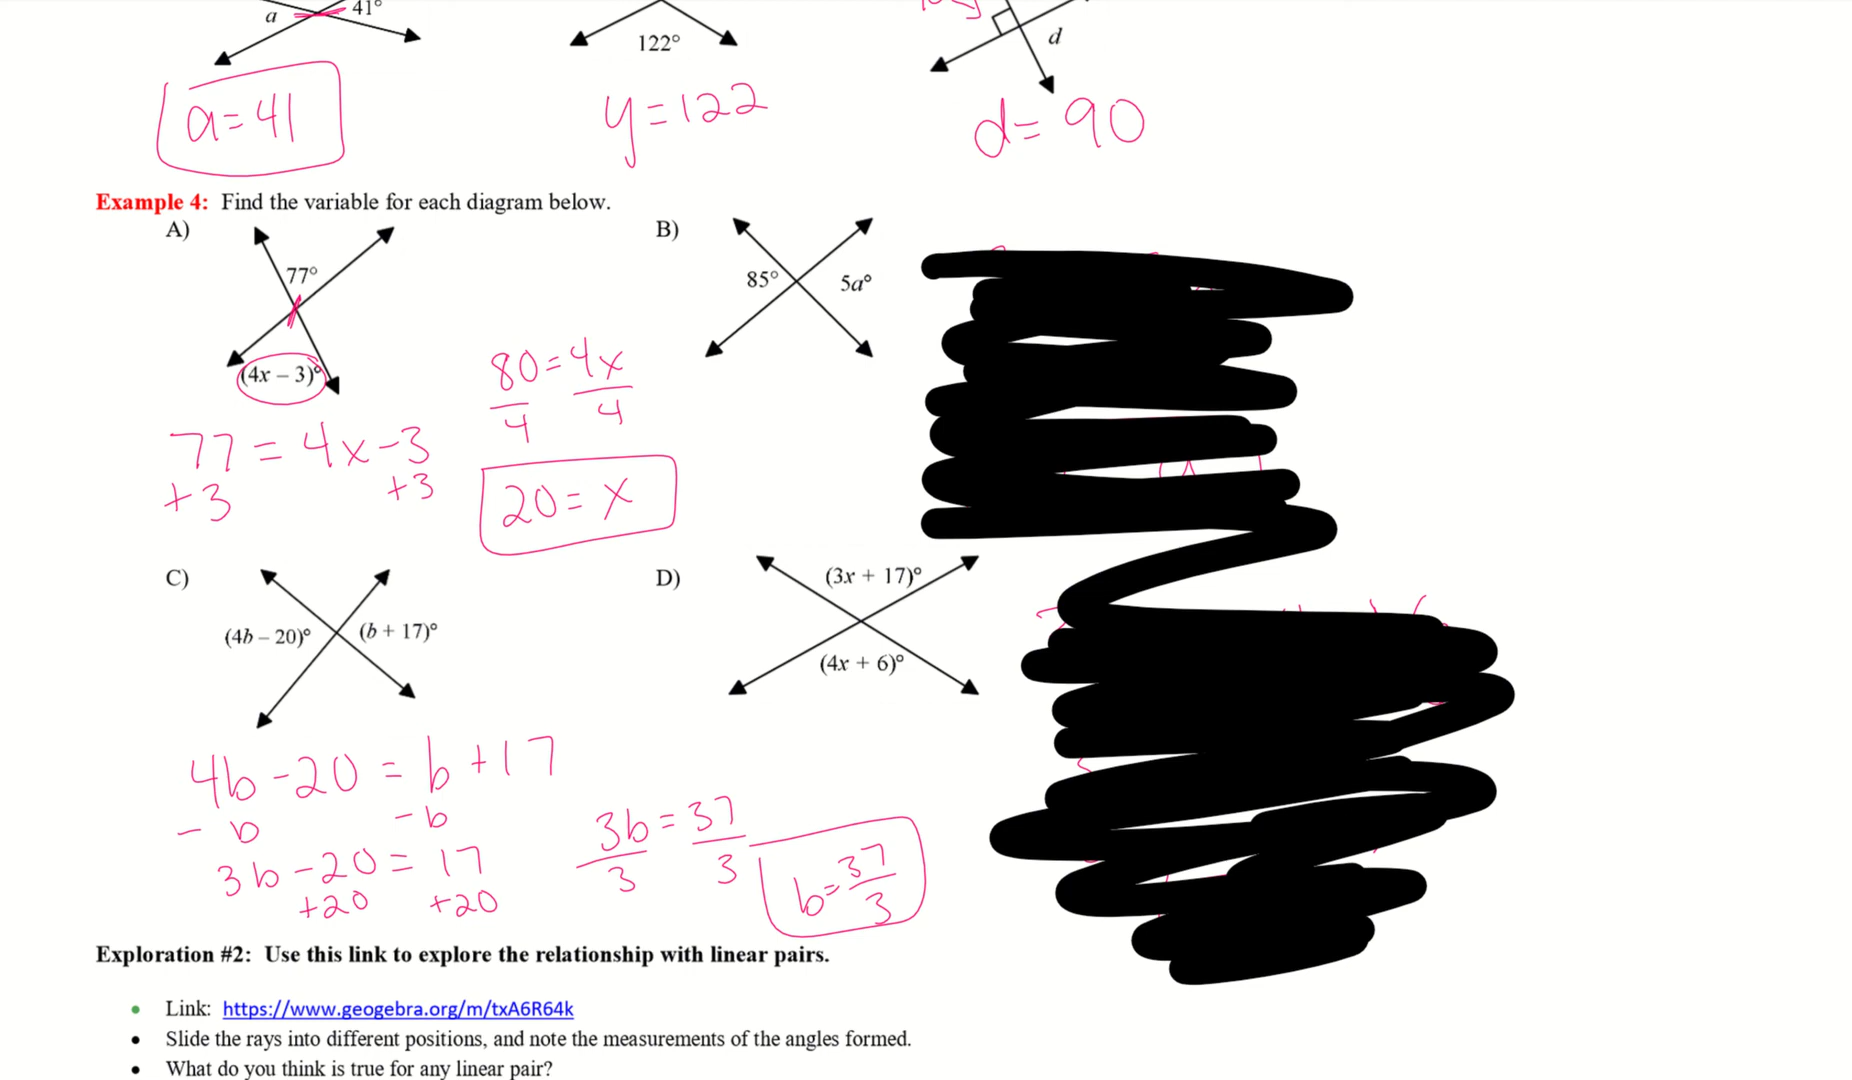 a 41°
122°
d
a=41
y=122
d=90
Example 4: Find the variable for each diagram below.
A)
77°
(4x – 3)°
77 = 4x-3
+3 +3
80=4x
4 4
20= x
B)
85° 5a°
C)
(4b – 20)° (b + 17)°
4b-20 = b+17
- b -b
3b-20= 17
+20 +20
3b=37
3 3
b=37
3
D)
(3x + 17)°
(4x + 6)°
Exploration #2: Use this link to explore the relationship with linear pairs.
• Link: https://www.geogebra.org/m/txA6R64k
• Slide the rays into different positions, and note the measurements of the angles formed.
• What do you think is true for any linear pair?